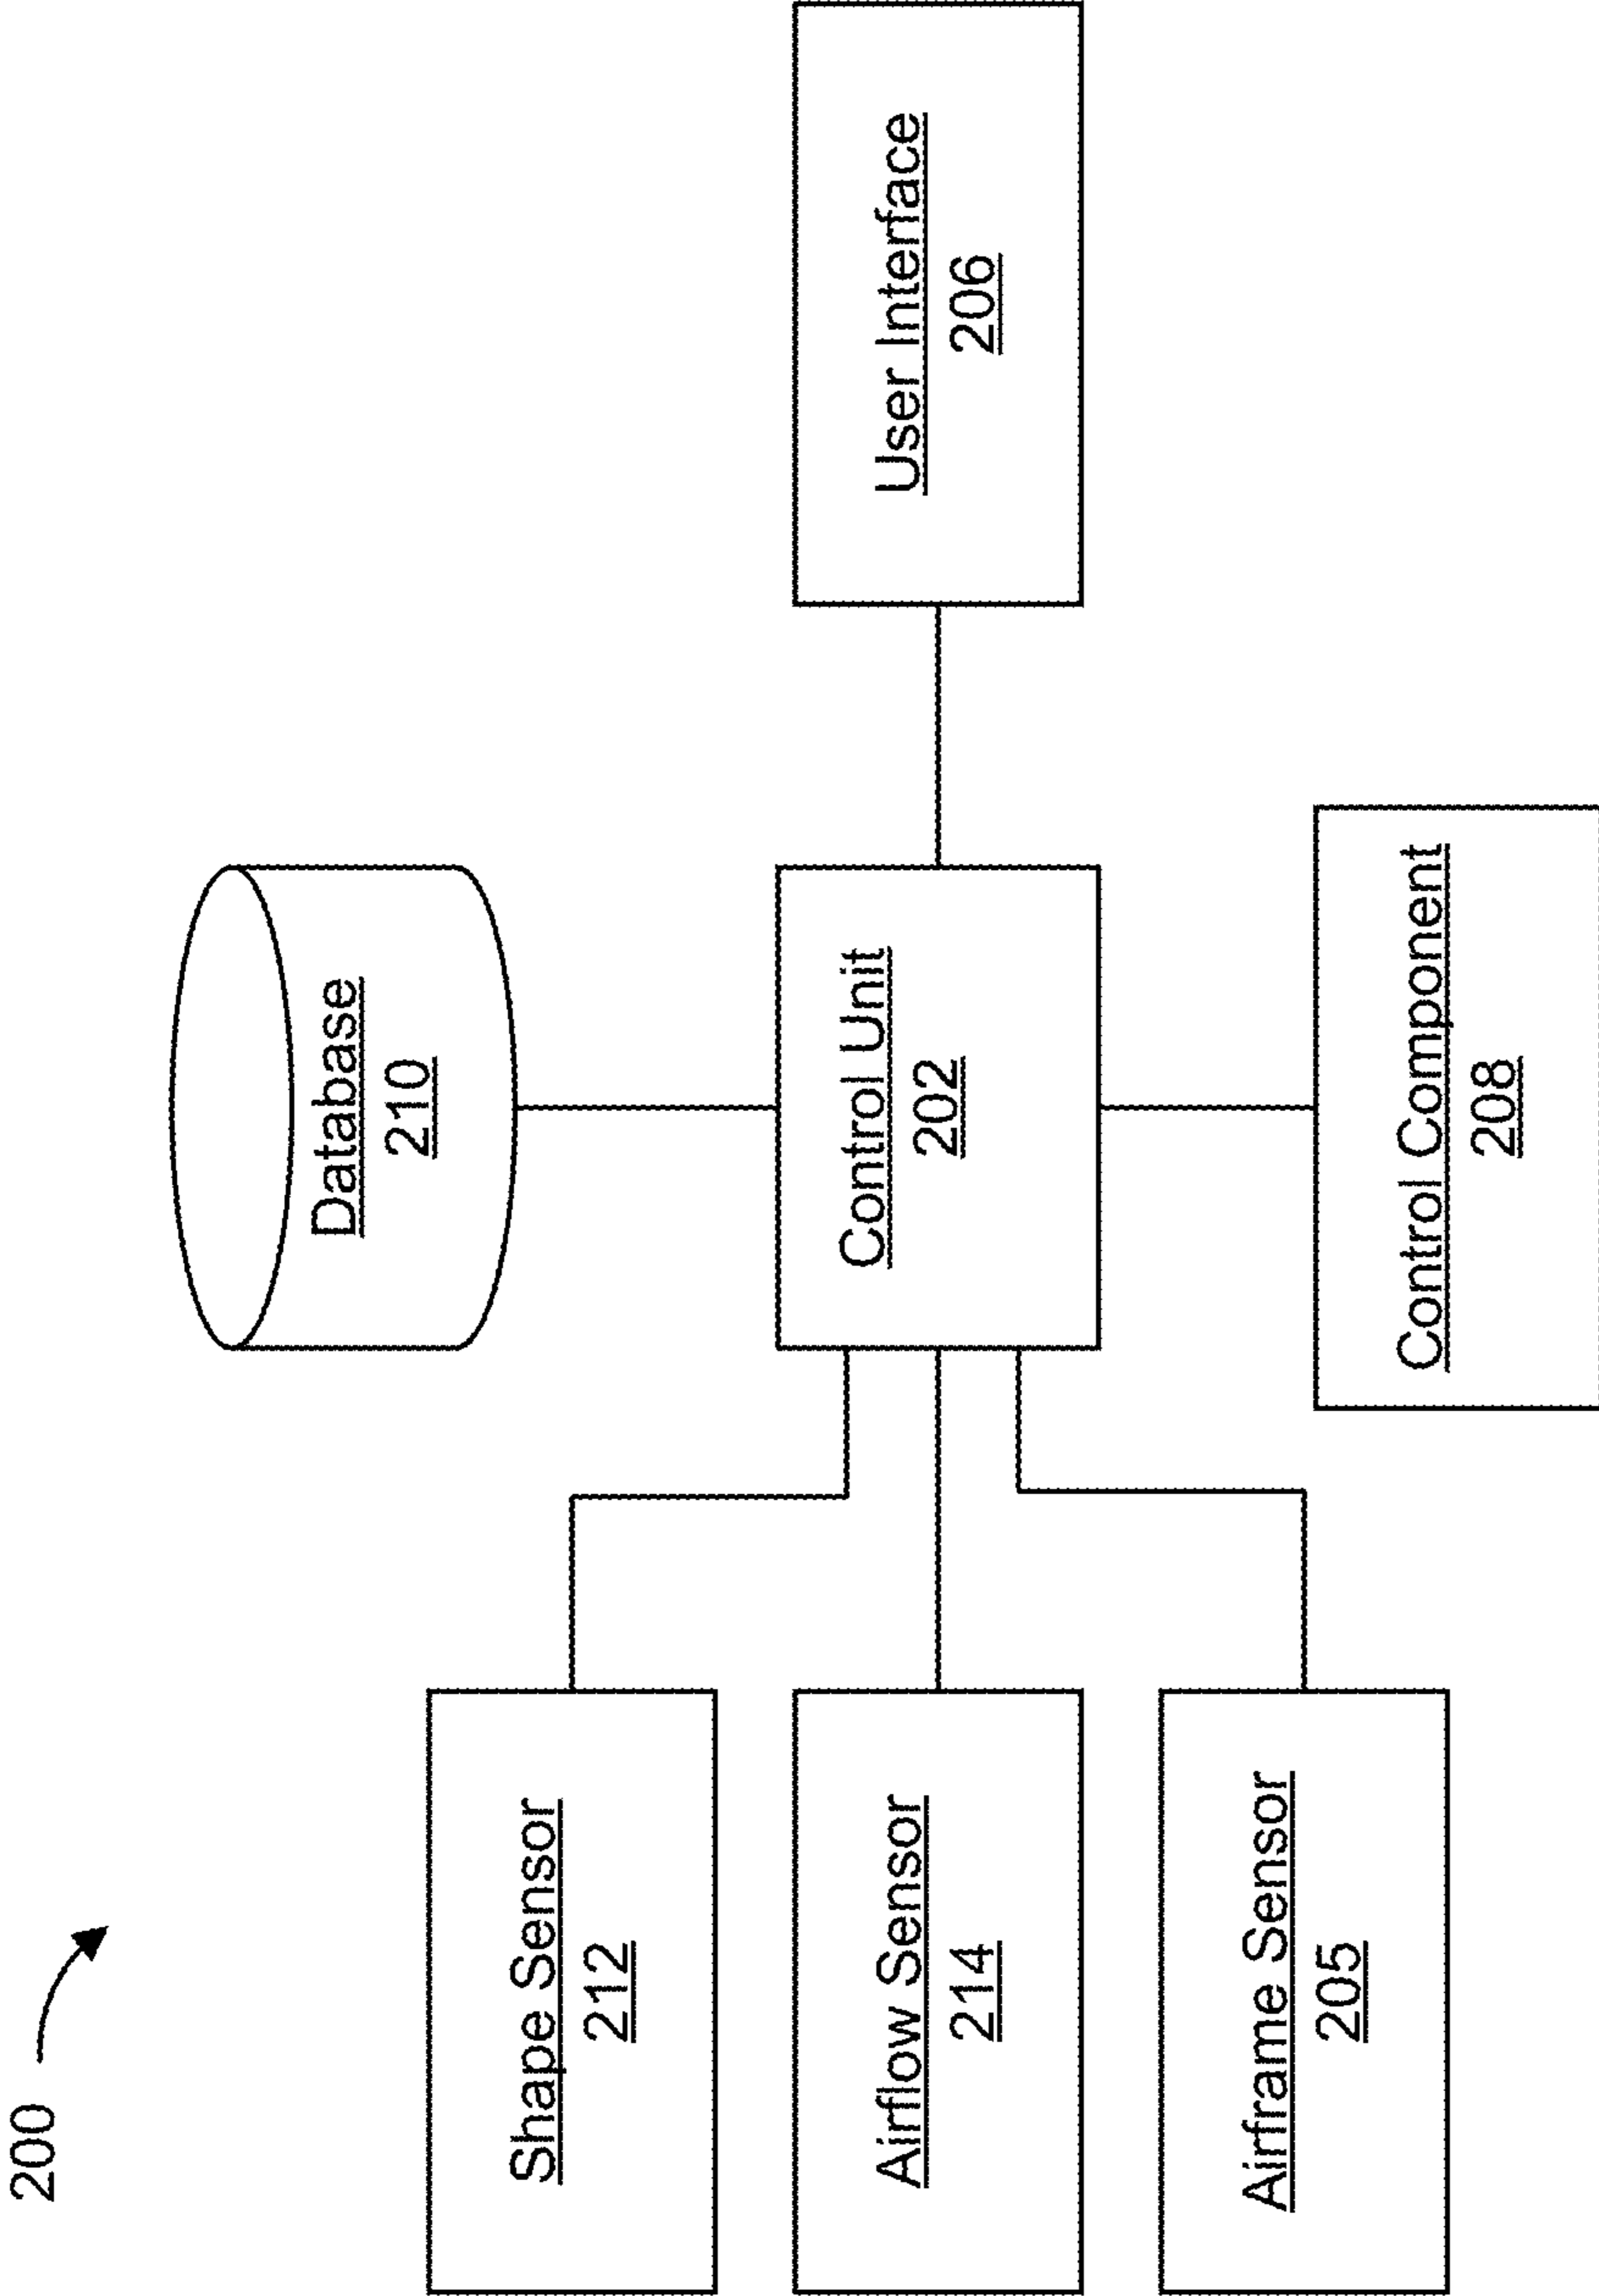 200
Database
210
Shape Sensor
212
Airflow Sensor
214
Airframe Sensor
205
Control Unit
202
User Interface
206
Control Component
208